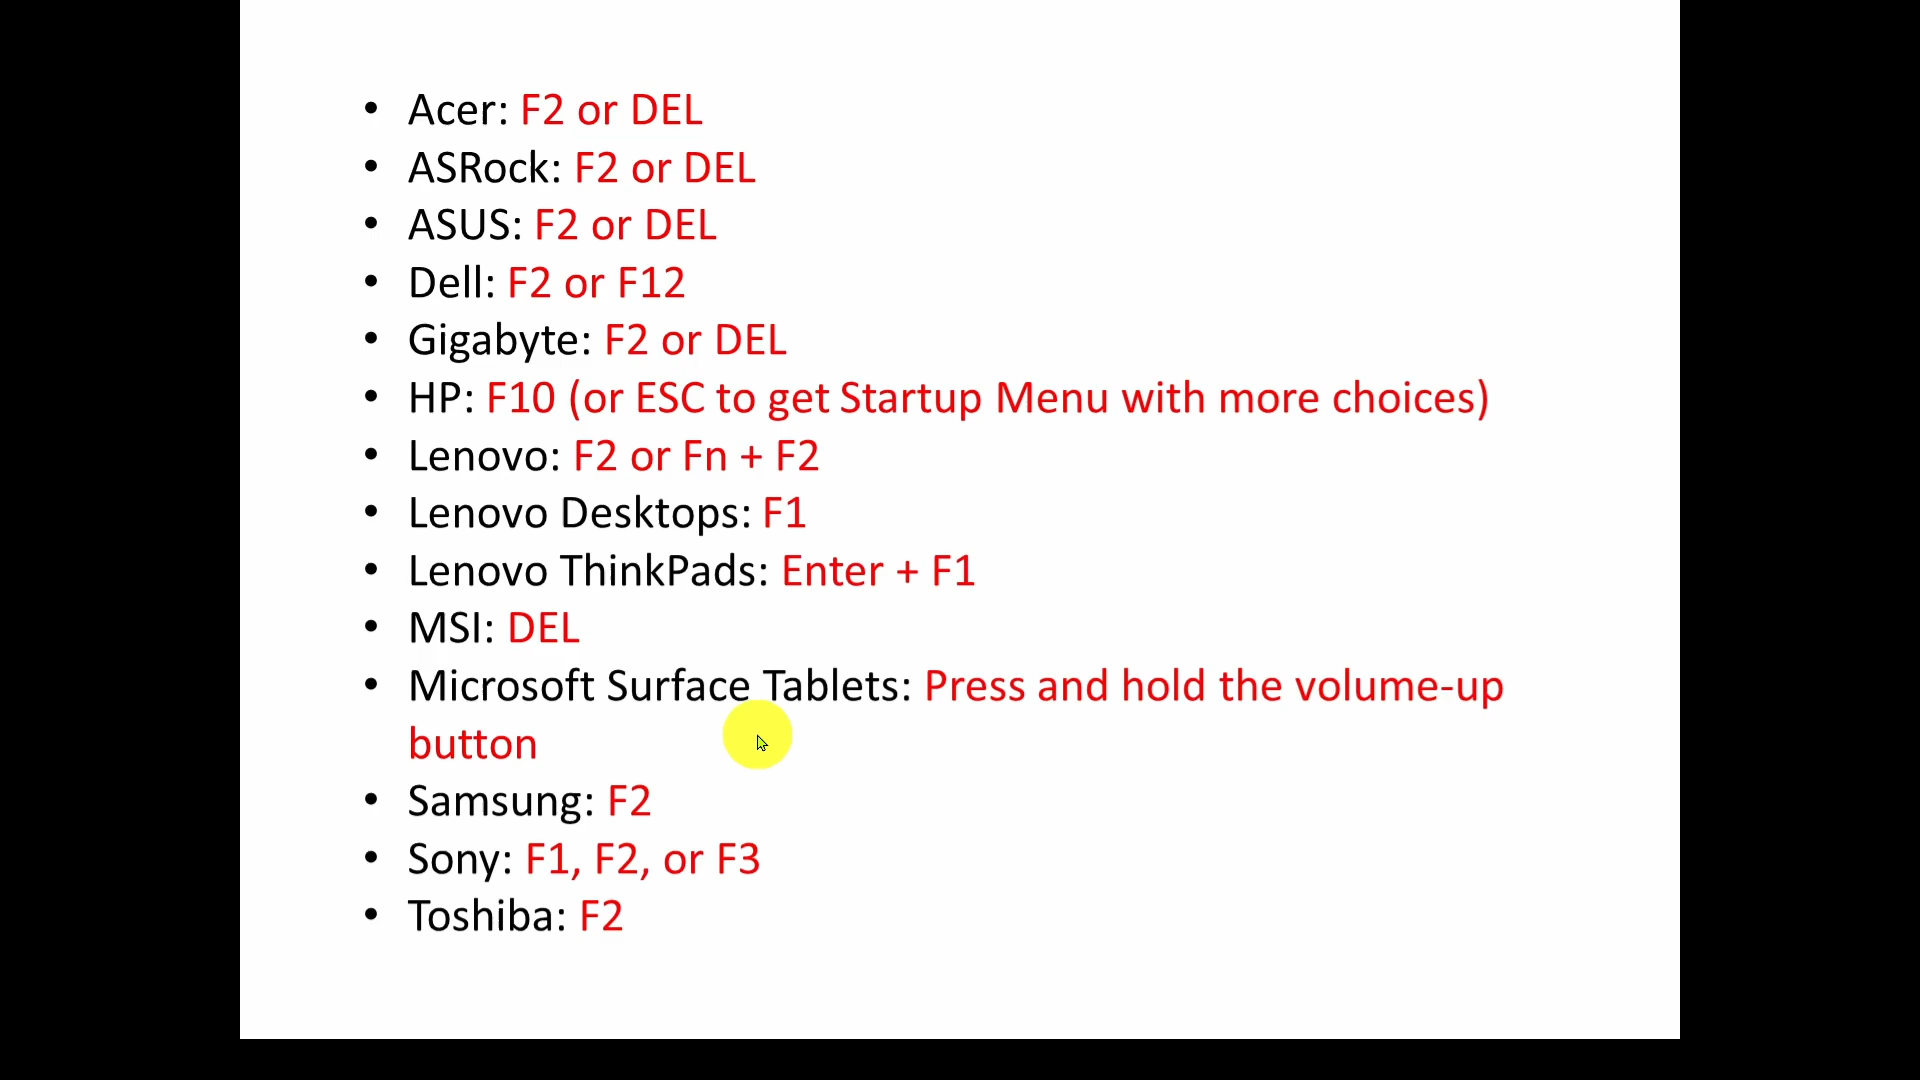 • Acer: F2 or DEL
• ASRock: F2 or DEL
• ASUS: F2 or DEL
• Dell: F2 or F12
• Gigabyte: F2 or DEL
• HP: F10 (or ESC to get Startup Menu with more choices)
• Lenovo: F2 or Fn + F2
• Lenovo Desktops: F1
• Lenovo ThinkPads: Enter + F1
• MSI: DEL
• Microsoft Surface Tablets: Press and hold the volume-up
button
• Samsung: F2
• Sony: F1, F2, or F3
• Toshiba: F2